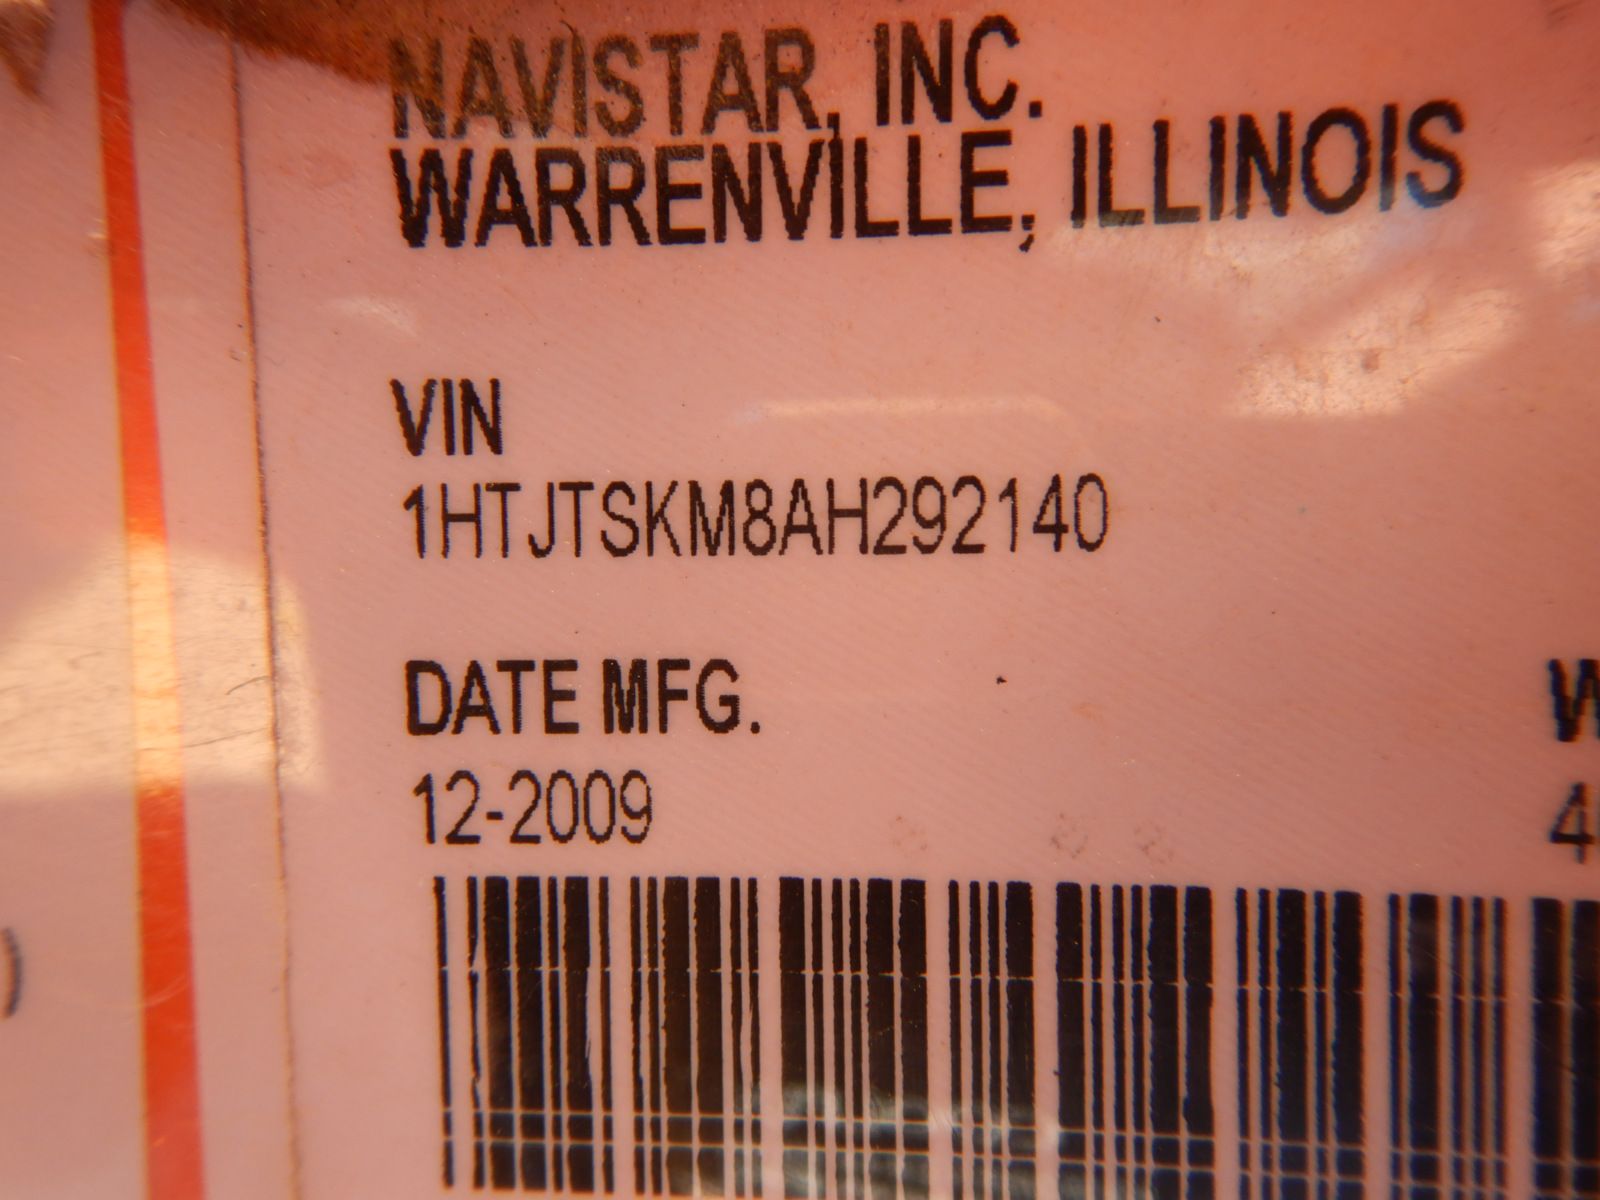 NAVISTAR, INC.
WARRENVILLE, ILLINOIS
VIN
1HTJTSKM8AH292140
DATE MFG.
12-2009